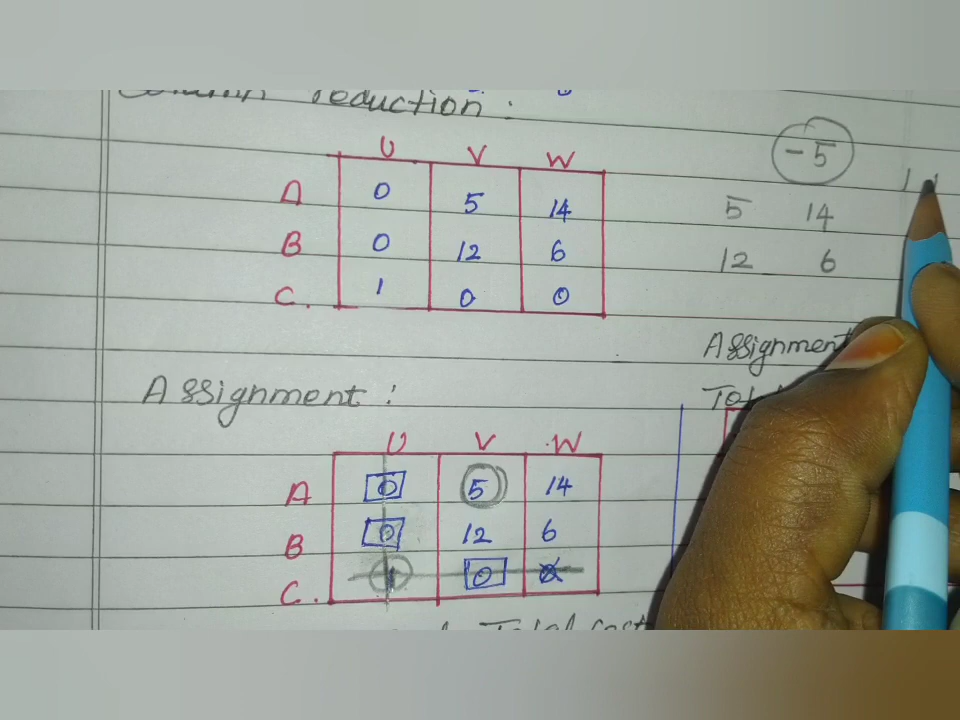 Column reduction :
U V W
A 0 5 14
B 0 12 6
C. 1 0 0
-5
5 14
12 6
Assignment
Assignment :
U V W
A 0 5 14
B 0 12 6
C. 1 0 0
Total cost